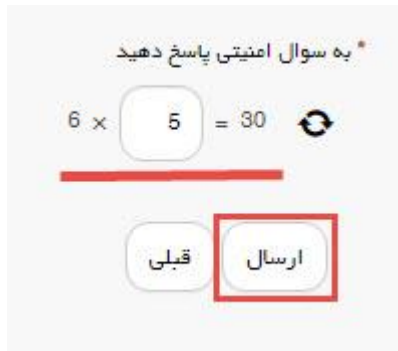 * به سوال امنیتی پاسخ دهید
6 × 5 = 30
ارسال قبلی